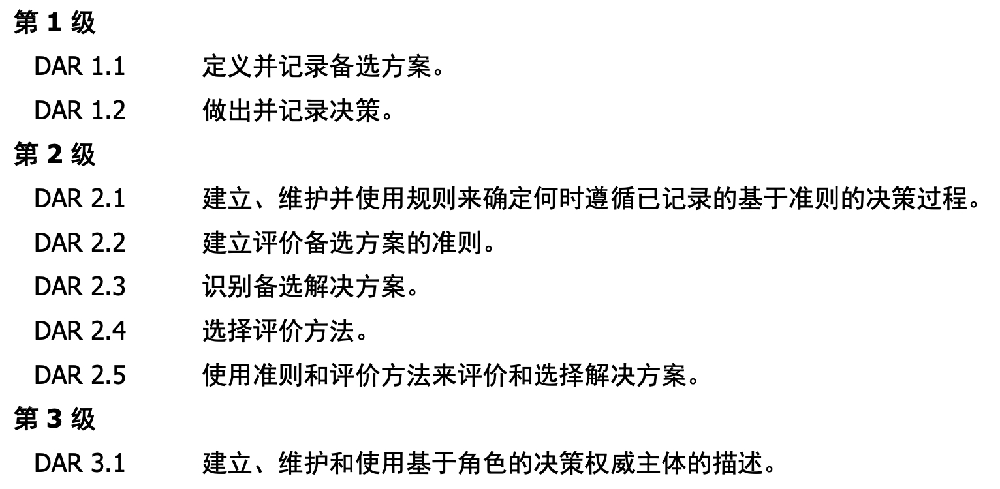 第 1 级
DAR 1.1 定义并记录备选方案。
DAR 1.2 做出并记录决策。
第 2 级
DAR 2.1 建立、维护并使用规则来确定何时遵循已记录的基于准则的决策过程。
DAR 2.2 建立评价备选方案的准则。
DAR 2.3 识别备选解决方案。
DAR 2.4 选择评价方法。
DAR 2.5 使用准则和评价方法来评价和选择解决方案。
第 3 级
DAR 3.1 建立、维护和使用基于角色的决策权威主体的描述。